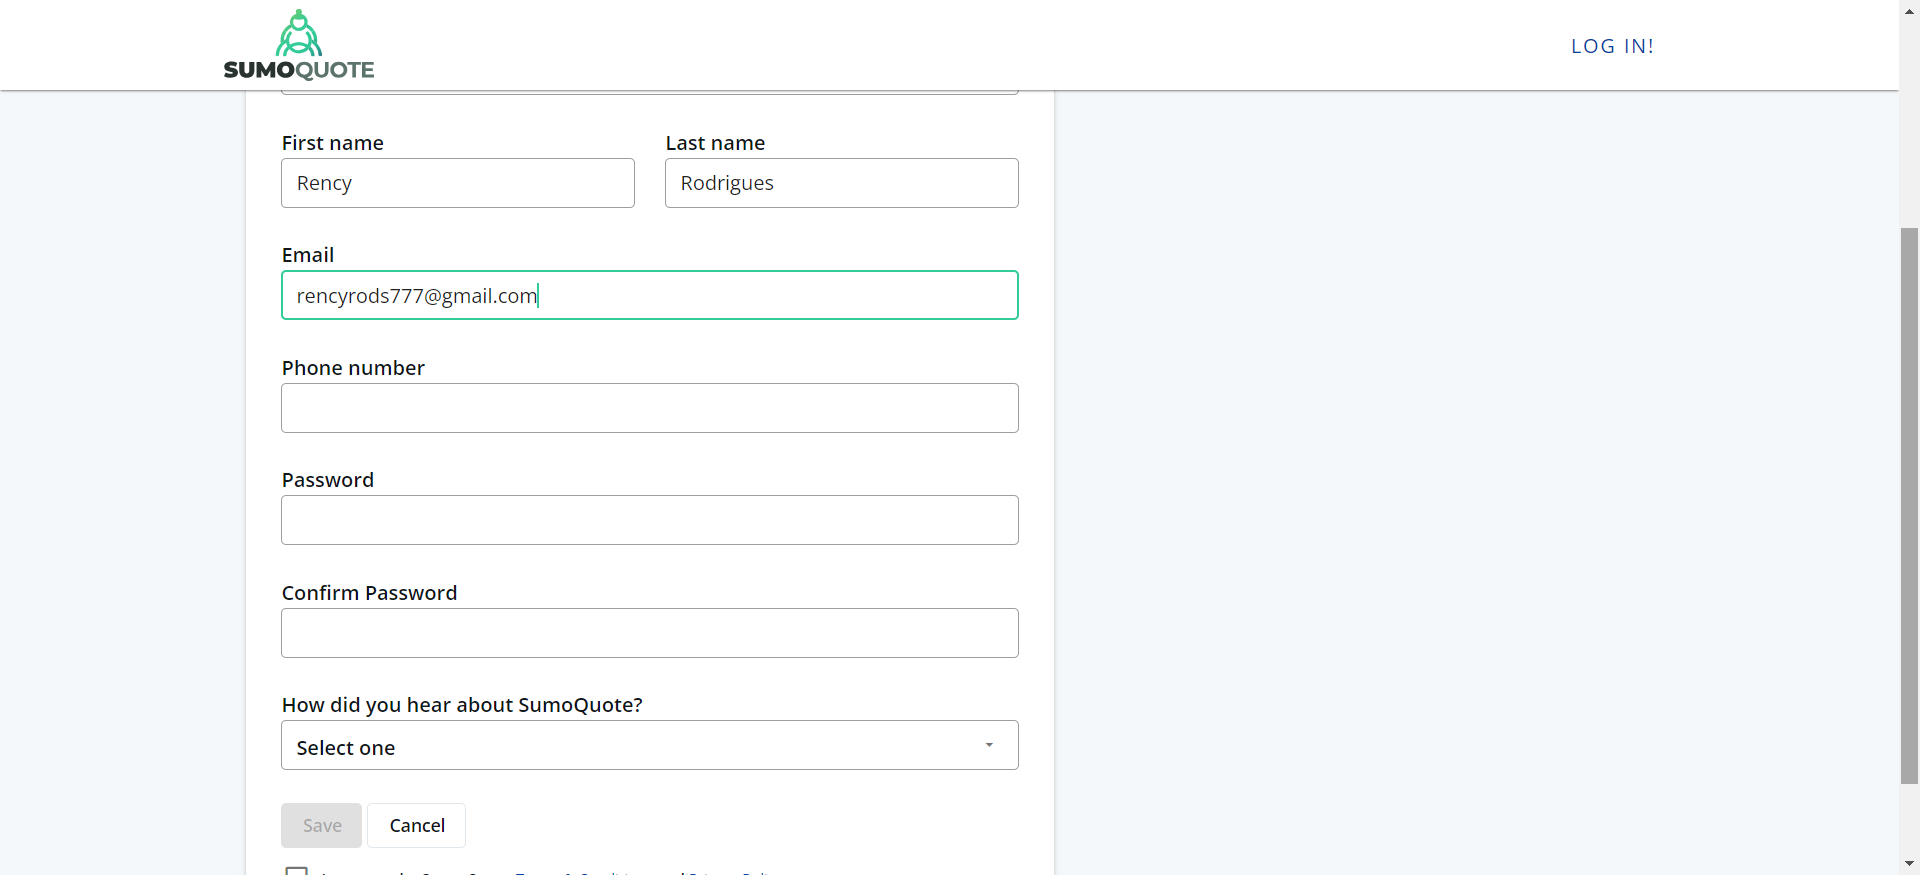 SUMOQUOTE
LOG IN!
First name
Last name
Rency
Rodrigues
Email
rencyrods777@gmail.com
Phone number
Password
Confirm Password
How did you hear about SumoQuote?
Select one
Save
Cancel